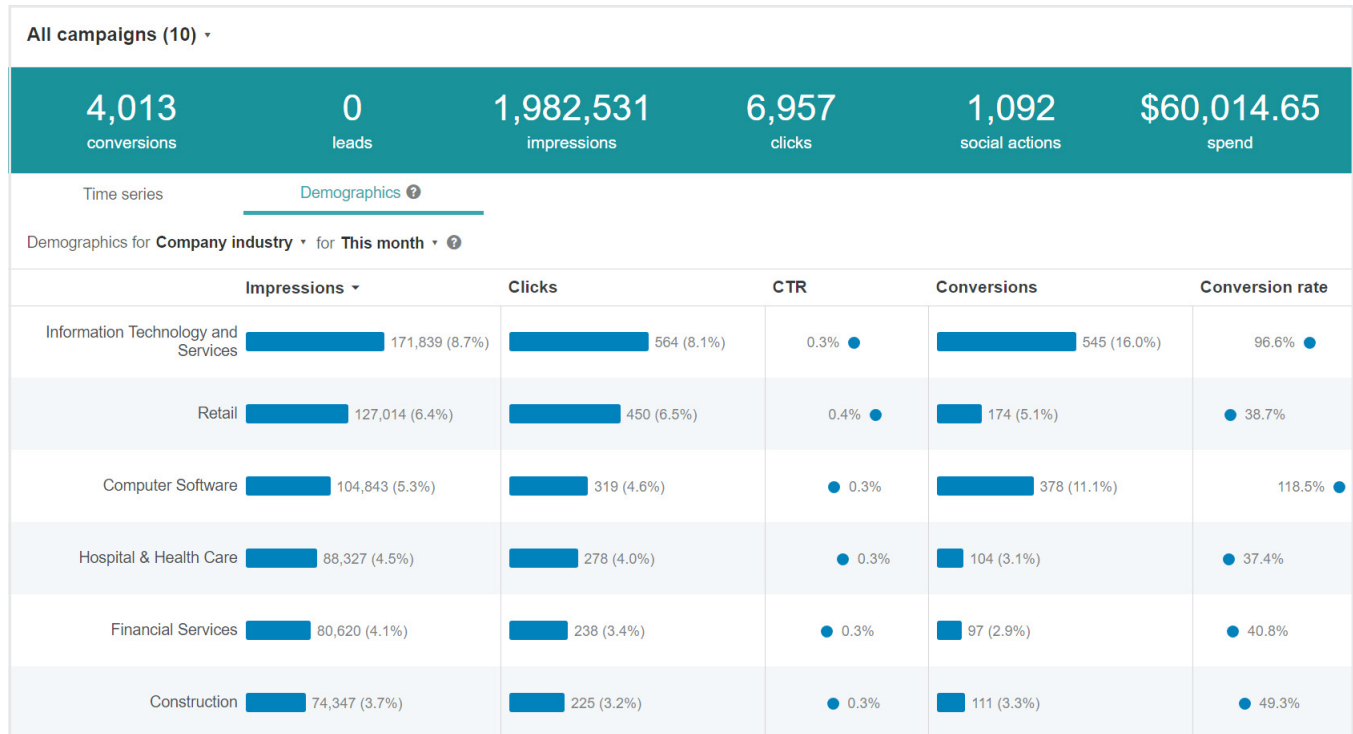 All campaigns (10)
4,013 0 1,982,531 6,957 1,092 $60,014.65
conversions leads impressions clicks social actions spend
Time series Demographics ?
Demographics for Company industry for This month ?
Impressions Clicks CTR Conversions Conversion rate
Information Technology and
Services 171,839 (8.7%) 564 (8.1%) 0.3% 545 (16.0%) 96.6%
Retail 127,014 (6.4%) 450 (6.5%) 0.4% 174 (5.1%) 38.7%
Computer Software 104,843 (5.3%) 319 (4.6%) 0.3% 378 (11.1%) 118.5%
Hospital & Health Care 88,327 (4.5%) 278 (4.0%) 0.3% 104 (3.1%) 37.4%
Financial Services 80,620 (4.1%) 238 (3.4%) 0.3% 97 (2.9%) 40.8%
Construction 74,347 (3.7%) 225 (3.2%) 0.3% 111 (3.3%) 49.3%